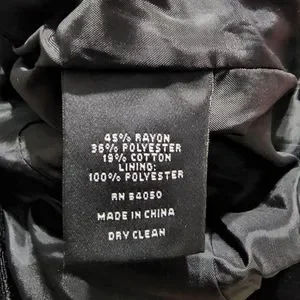 45% RAYON
36% POLYESTER
19% COTTON
LINING:
100% POLYESTER
RN 54050
MADE IN CHINA
DRY CLEAN